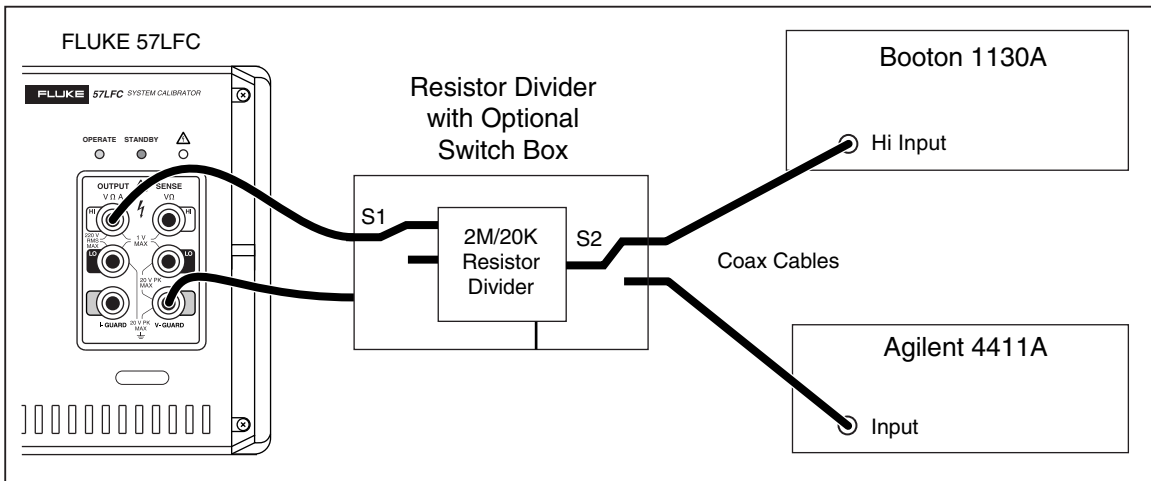 FLUKE 57LFC
FLUKE 57LFC SYSTEM CALIBRATOR
OPERATE STANDBY
OUTPUT SENSE
V Ω A VΩ
HI HI
220 V
RMS
MAX
1 V
MAX
LO LO
20 V PK
MAX
I-GUARD
20 V PK
MAX
V-GUARD
Resistor Divider
with Optional
Switch Box
S1
2M/20K
Resistor
Divider
S2
Coax Cables
Booton 1130A
Hi Input
Agilent 4411A
Input